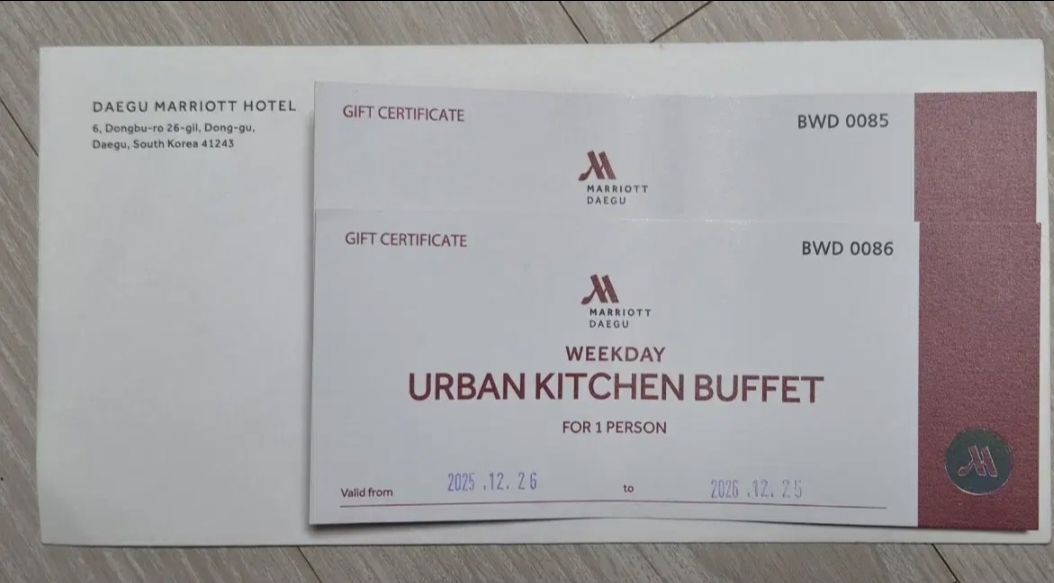 DAEGU MARRIOTT HOTEL
6, Dongbu-ro 26-gil, Dong-gu,
Daegu, South Korea 41243
GIFT CERTIFICATE
BWD 0085
MARRIOTT
DAEGU
GIFT CERTIFICATE
BWD 0086
MARRIOTT
DAEGU
WEEKDAY
URBAN KITCHEN BUFFET
FOR 1 PERSON
Valid from 2025 .12. 26 to 2026 .12. 25